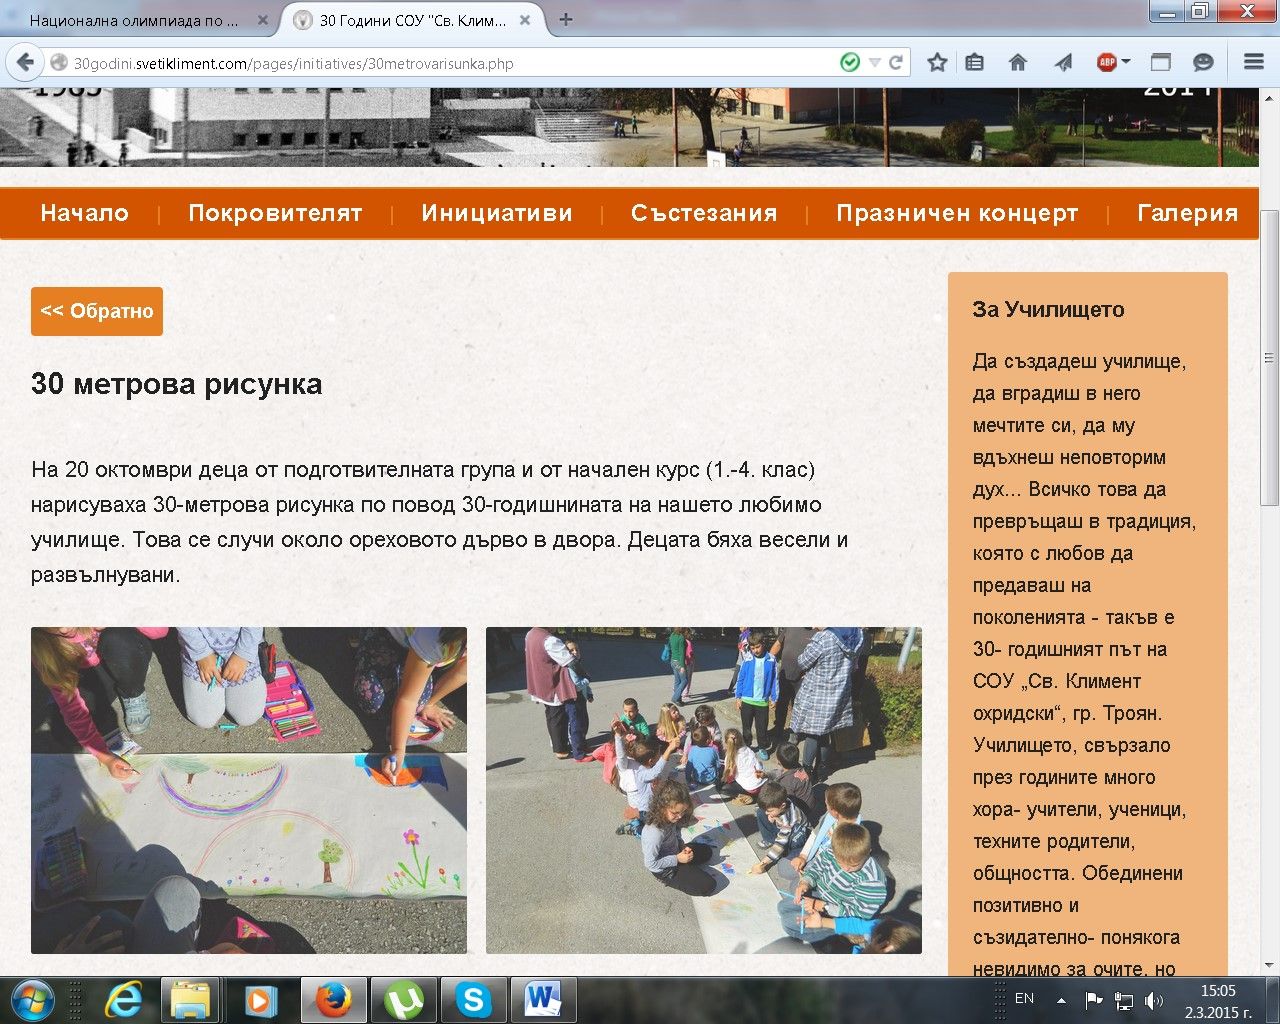 Национална олимпиада по ...
30 Години СОУ "Св. Клим...
30godini.svetikliment.com/pages/initiatives/30metrovarisunka.php
ABP
Начало | Покровителят | Инициативи | Състезания | Празничен концерт | Галерия
<< Обратно
30 метрова рисунка
На 20 октомври деца от подготвителната група и от начален курс (1.-4. клас)
нарисуваха 30-метрова рисунка по повод 30-годишнината на нашето любимо
училище. Това се случи около ореховото дърво в двора. Децата бяха весели и
развълнувани.
За Училището
Да създадеш училище,
да вградиш в него
мечтите си, да му
вдъхнеш неповторим
дух... Всичко това да
превръщаш в традиция,
която с любов да
предаваш на
поколенията - такъв е
30- годишният път на
СОУ „Св. Климент
охридски“, гр. Троян.
Училището, свързало
през годините много
хора- учители, ученици,
техните родители,
общността. Обединени
позитивно и
съзидателно- понякога
невидимо за очите, но
EN
15:05
2.3.2015 г.